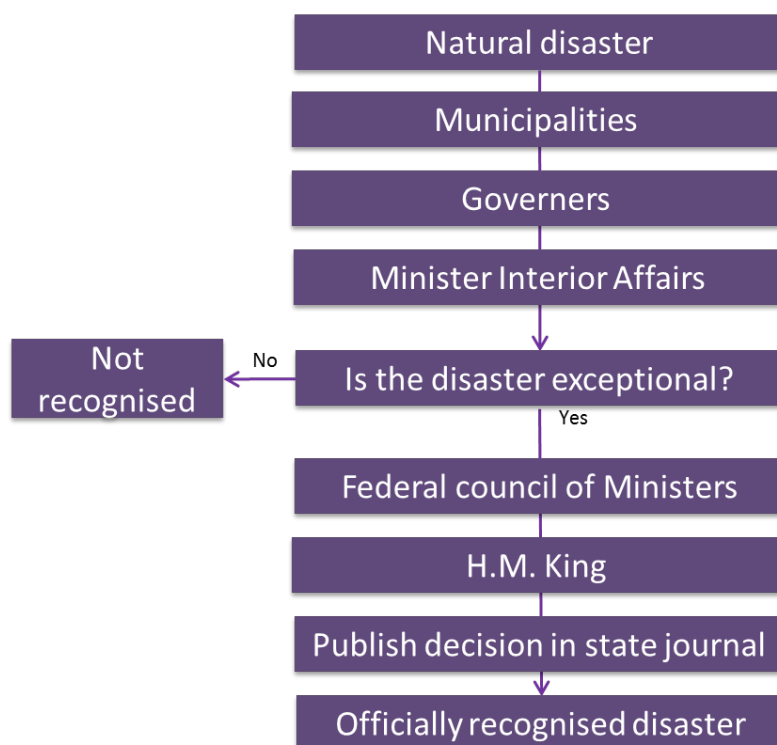 Natural disaster
Municipalities
Governers
Minister Interior Affairs
Not
recognised
No
Is the disaster exceptional?
Yes
Federal council of Ministers
H.M. King
Publish decision in state journal
Officially recognised disaster